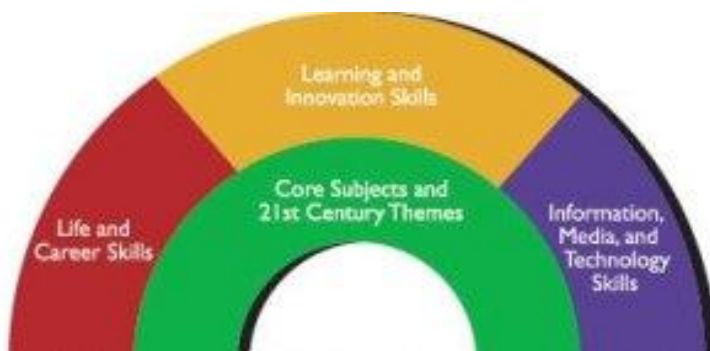 Learning and
Innovation Skills
Core Subjects and
21st Century Themes
Life and
Career Skills
Information,
Media, and
Technology
Skills